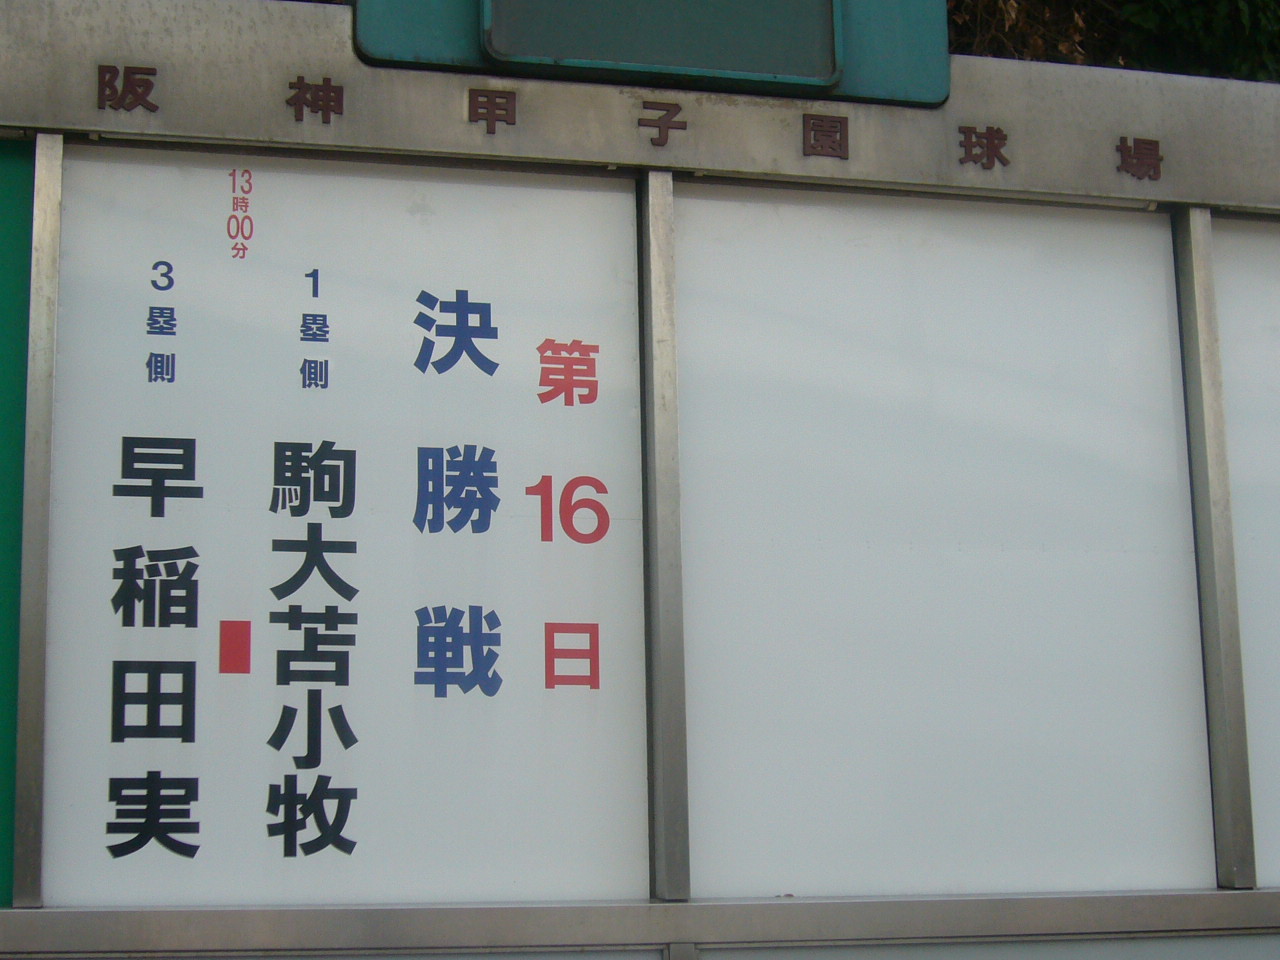 阪神甲子園球場
第16日
決勝戦
1塁側 駒大苫小牧
13時00分
3塁側 早稲田実